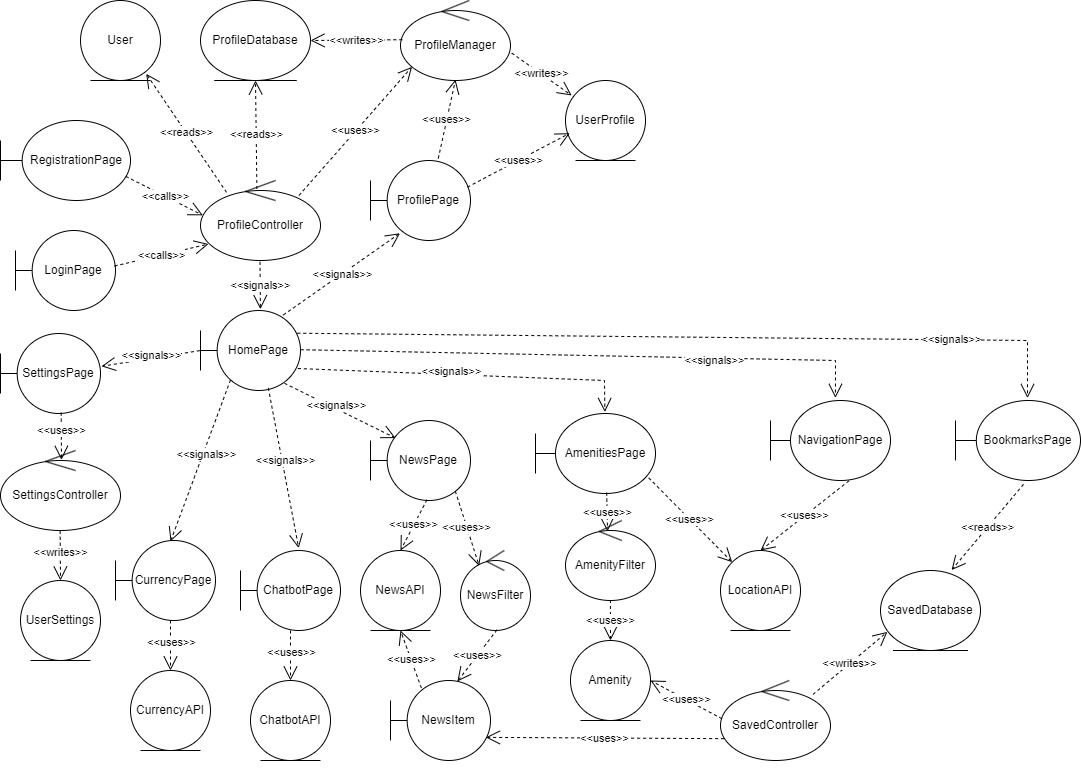 User
ProfileDatabase
<<writes>>
ProfileManager
<<writes>>
UserProfile
<<reads>>
<<reads>>
<<uses>>
<<uses>>
<<uses>>
RegistrationPage
<<calls>>
ProfileController
ProfilePage
LoginPage
<<calls>>
<<signals>>
<<signals>>
HomePage
<<signals>>
<<signals>>
<<signals>>
<<signals>>
SettingsPage
<<signals>>
<<uses>>
<<signals>>
<<signals>>
NewsPage
AmenitiesPage
NavigationPage
BookmarksPage
SettingsController
<<uses>>
<<uses>>
<<uses>>
<<uses>>
<<uses>>
<<reads>>
<<writes>>
CurrencyPage
ChatbotPage
NewsAPI
NewsFilter
AmenityFilter
LocationAPI
SavedDatabase
UserSettings
<<uses>>
<<uses>>
<<uses>>
<<uses>>
<<uses>>
<<writes>>
Amenity
<<uses>>
CurrencyAPI
ChatbotAPI
NewsItem
SavedController
<<uses>>